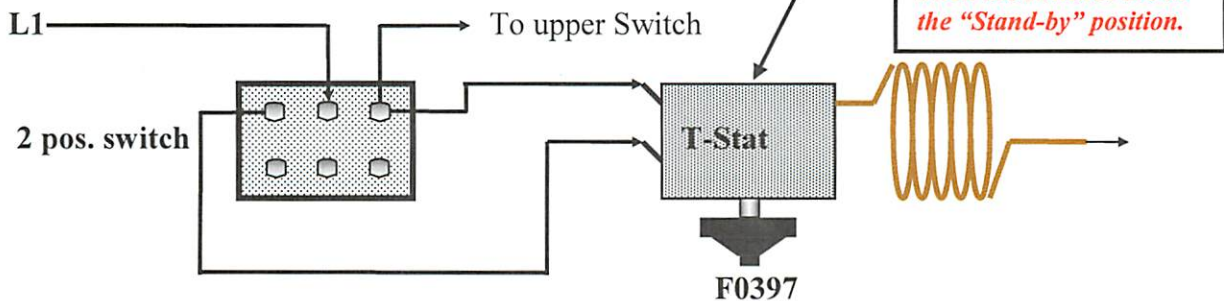 L1
To upper Switch
the “Stand-by” position.
2 pos. switch
T-Stat
F0397